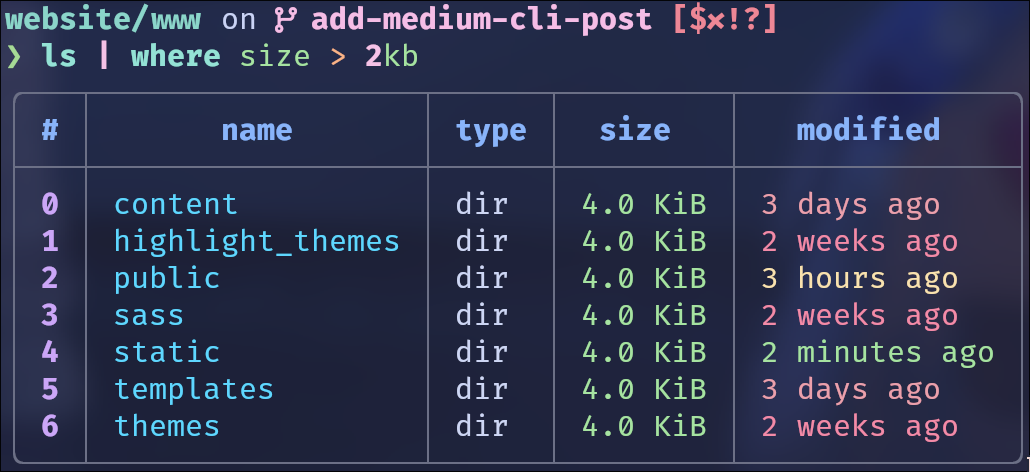 website/www on add-medium-cli-post [$×!?]
❯ ls | where size > 2kb
# name type size modified
0 content dir 4.0 KiB 3 days ago
1 highlight_themes dir 4.0 KiB 2 weeks ago
2 public dir 4.0 KiB 3 hours ago
3 sass dir 4.0 KiB 2 weeks ago
4 static dir 4.0 KiB 2 minutes ago
5 templates dir 4.0 KiB 3 days ago
6 themes dir 4.0 KiB 2 weeks ago